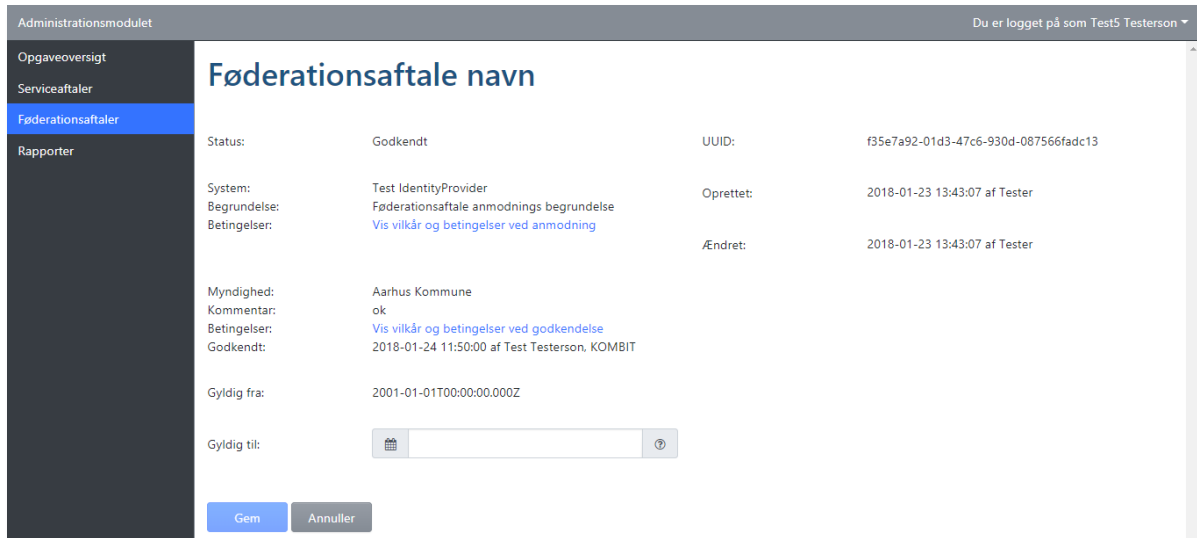 Administrationsmodulet
Du er logget på som Test5 Testerson
Opgaveoversigt
Serviceaftaler
Føderationsaftaler
Rapporter
Føderationsaftale navn
Status: Godkendt
UUID: f35e7a92-01d3-47c6-930d-087566fadc13
System: Test IdentityProvider
Begrundelse: Føderationsaftale anmodnings begrundelse
Betingelser: Vis vilkår og betingelser ved anmodning
Oprettet: 2018-01-23 13:43:07 af Tester
Ændret: 2018-01-23 13:43:07 af Tester
Myndighed: Aarhus Kommune
Kommentar: ok
Betingelser: Vis vilkår og betingelser ved godkendelse
Godkendt: 2018-01-24 11:50:00 af Test Testerson, KOMBIT
Gyldig fra: 2001-01-01T00:00:00.000Z
Gyldig til:
Gem
Annuller